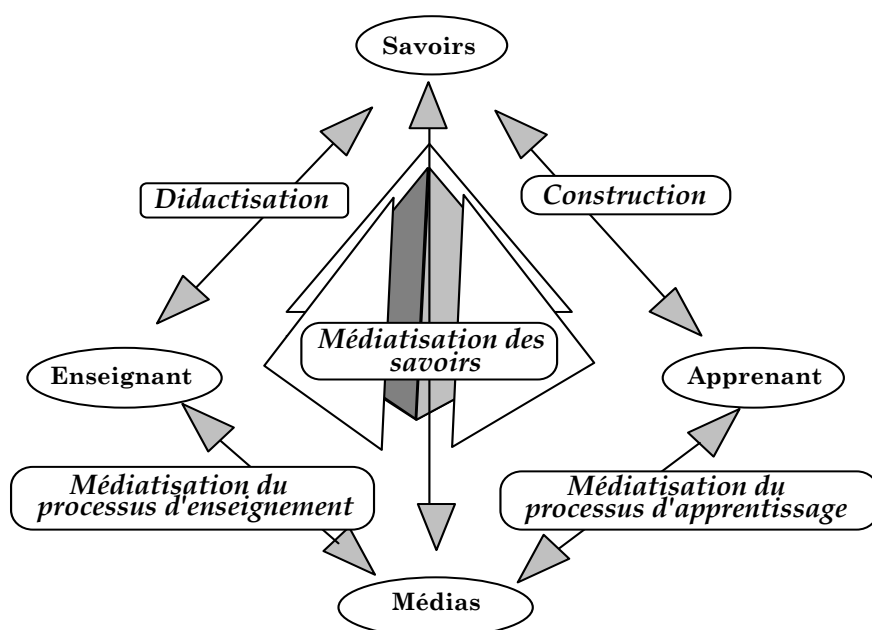 Savoirs
Didactisation
Construction
Médiatisation des
savoirs
Enseignant
Apprenant
Médiatisation du
processus d'enseignement
Médiatisation du
processus d'apprentissage
Médias